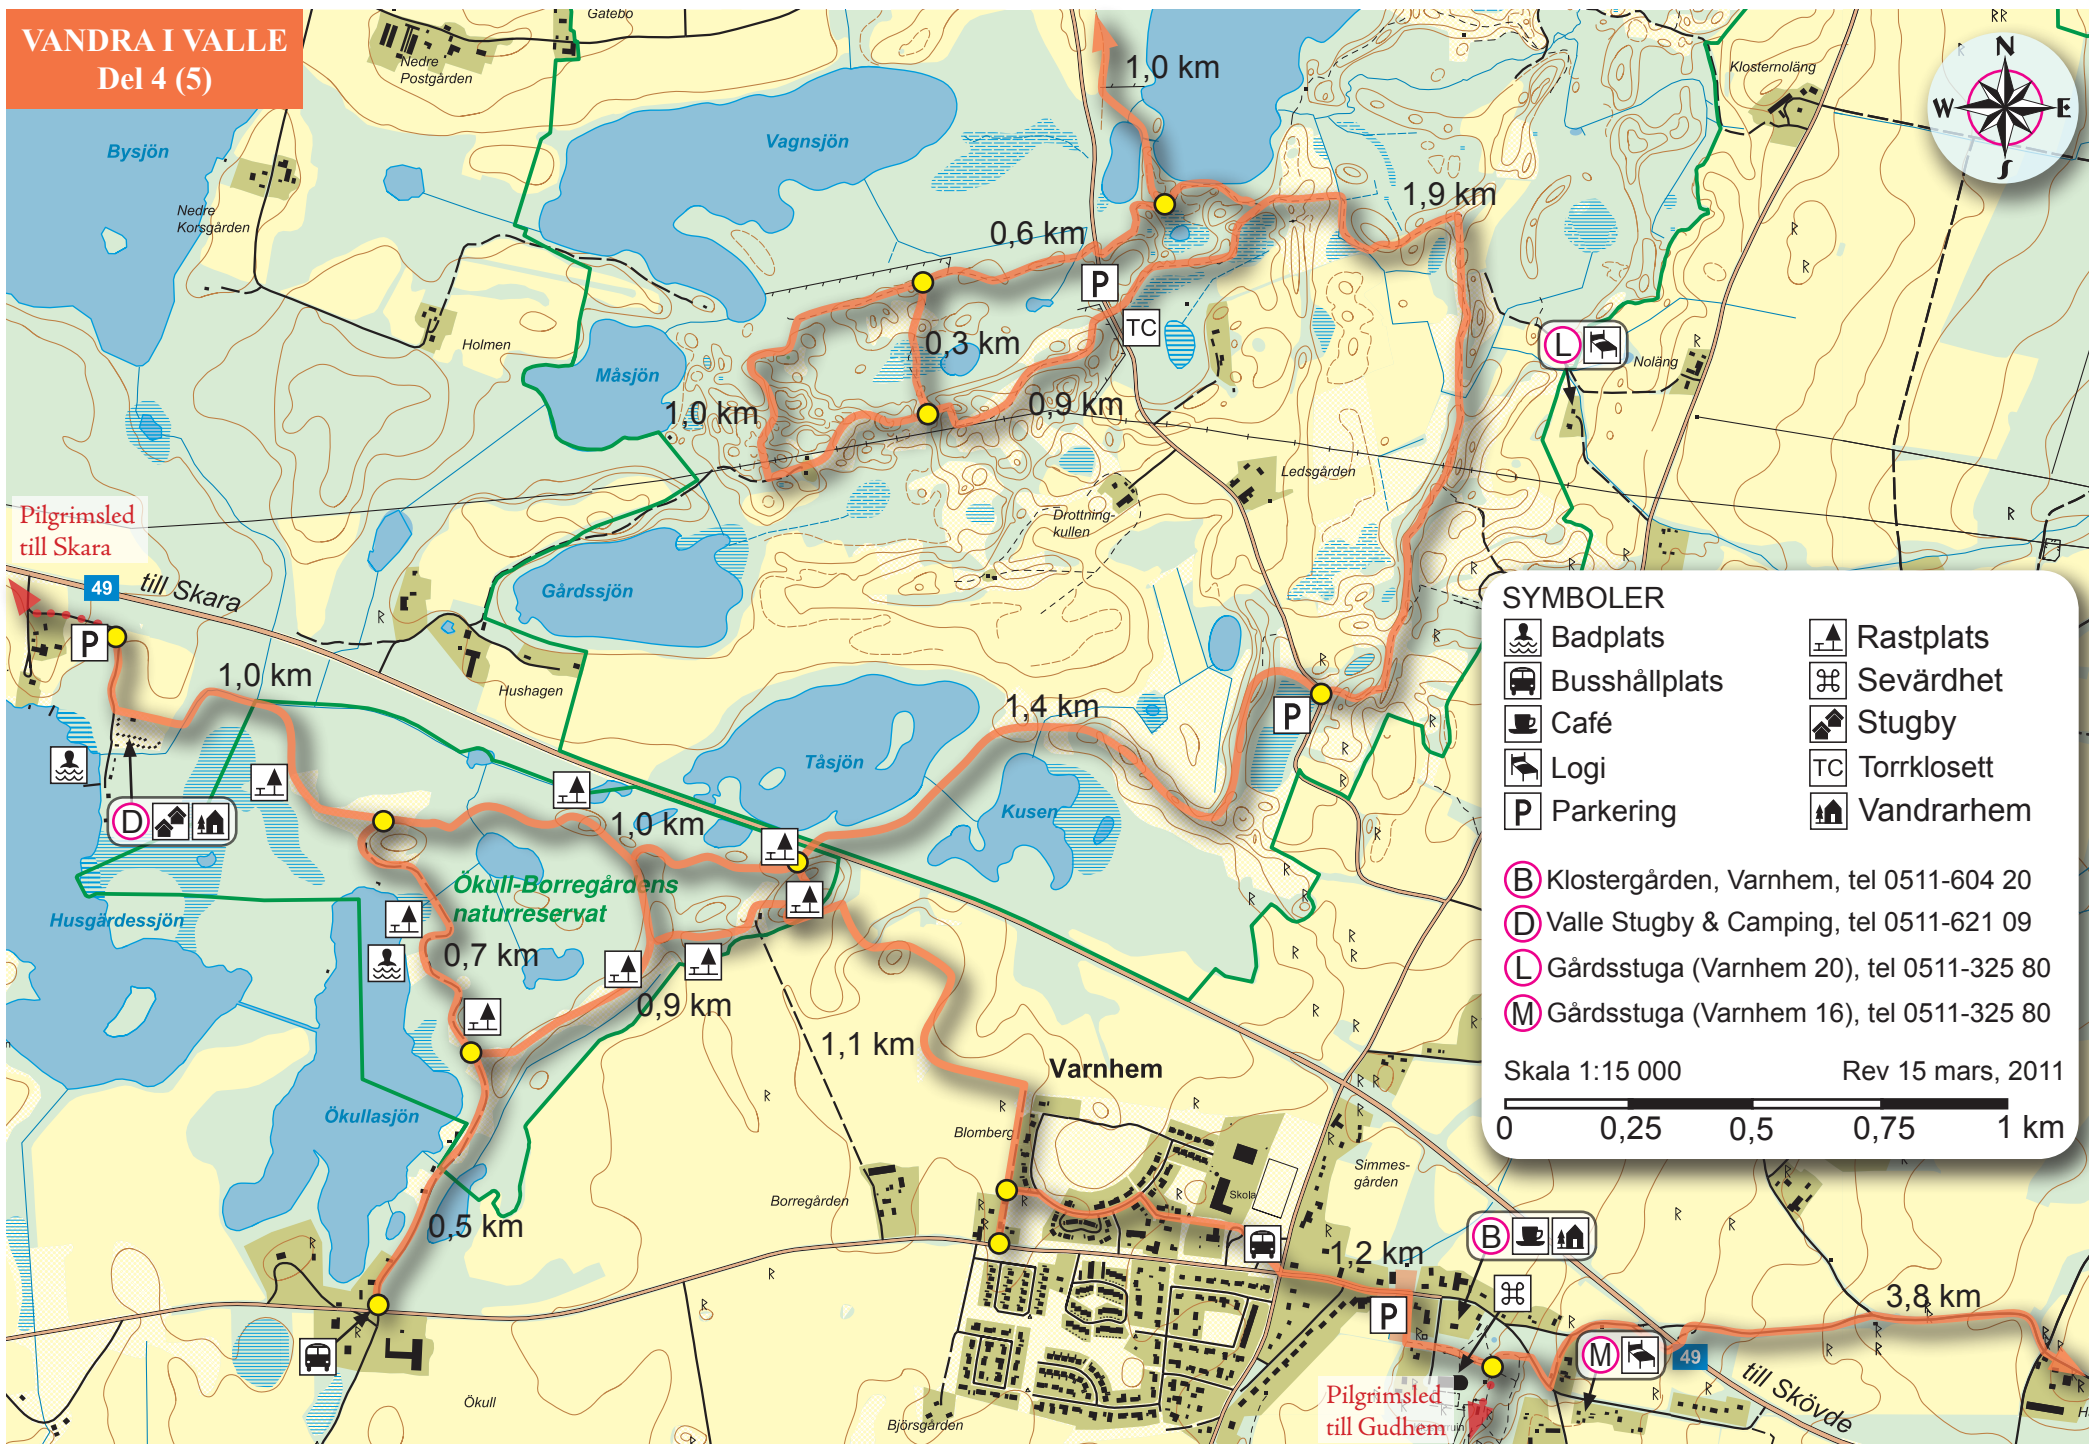 VANDRA I VALLE
Del 4 (5)
Gatebo
Nedre
Postgården
Bysjön
Vagnsjön
1,0 km
Klosternoläng
N
W
E
S
Nedre
Korsgården
0,6 km
1,9 km
P
Holmen
Måsjön
0,3 km
TC
L
Noläng
1,0 km
0,9 km
Ledsgården
Drottning-
kullen
Pilgrimsled
till Skara
49
till Skara
Gårdssjön
P
Hushagen
1,0 km
1,4 km
P
Tåsjön
Kusen
D
1,0 km
Ökull-Borregårdens
naturreservat
Husgärdessjön
0,7 km
0,9 km
1,1 km
Varnhem
Ökullasjön
Blomberg
Simmes-
gården
Skola
Borregården
0,5 km
B
1,2 km
P
3,8 km
M
49
till Skövde
Pilgrimsled
till Gudhem
Ökull
Björsgården
SYMBOLER
Badplats
Busshållplats
Café
Logi
P Parkering
Rastplats
Sevärdhet
Stugby
TC Torrklosett
Vandrarhem
B Klostergården, Varnhem, tel 0511-604 20
D Valle Stugby & Camping, tel 0511-621 09
L Gårdsstuga (Varnhem 20), tel 0511-325 80
M Gårdsstuga (Varnhem 16), tel 0511-325 80
Skala 1:15 000
Rev 15 mars, 2011
0 0,25 0,5 0,75 1 km